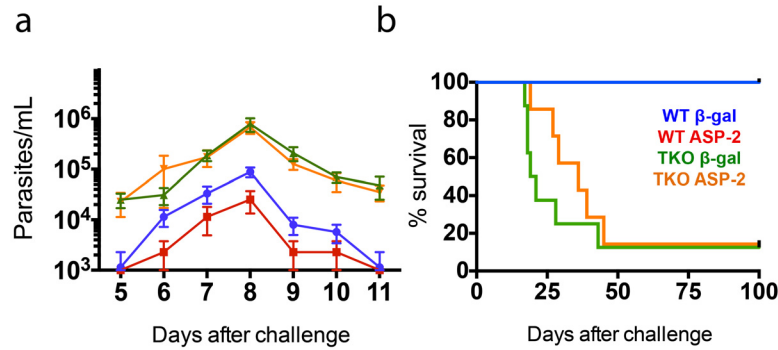 a
b
Parasites/mL
10⁶
10⁵
10⁴
10³
5 6 7 8 9 10 11
Days after challenge
% survival
100
80
60
40
20
0
WT β-gal
WT ASP-2
TKO β-gal
TKO ASP-2
0 25 50 75 100
Days after challenge